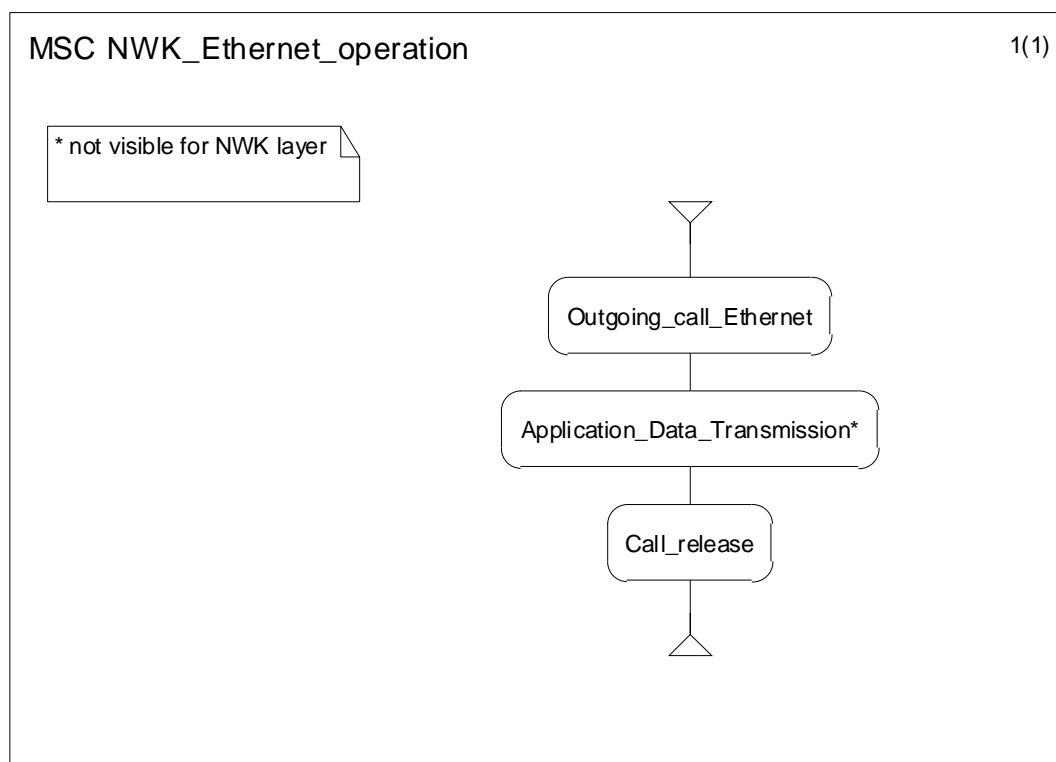 MSC NWK_Ethernet_operation
1(1)
* not visible for NWK layer
Outgoing_call_Ethernet
Application_Data_Transmission*
Call_release